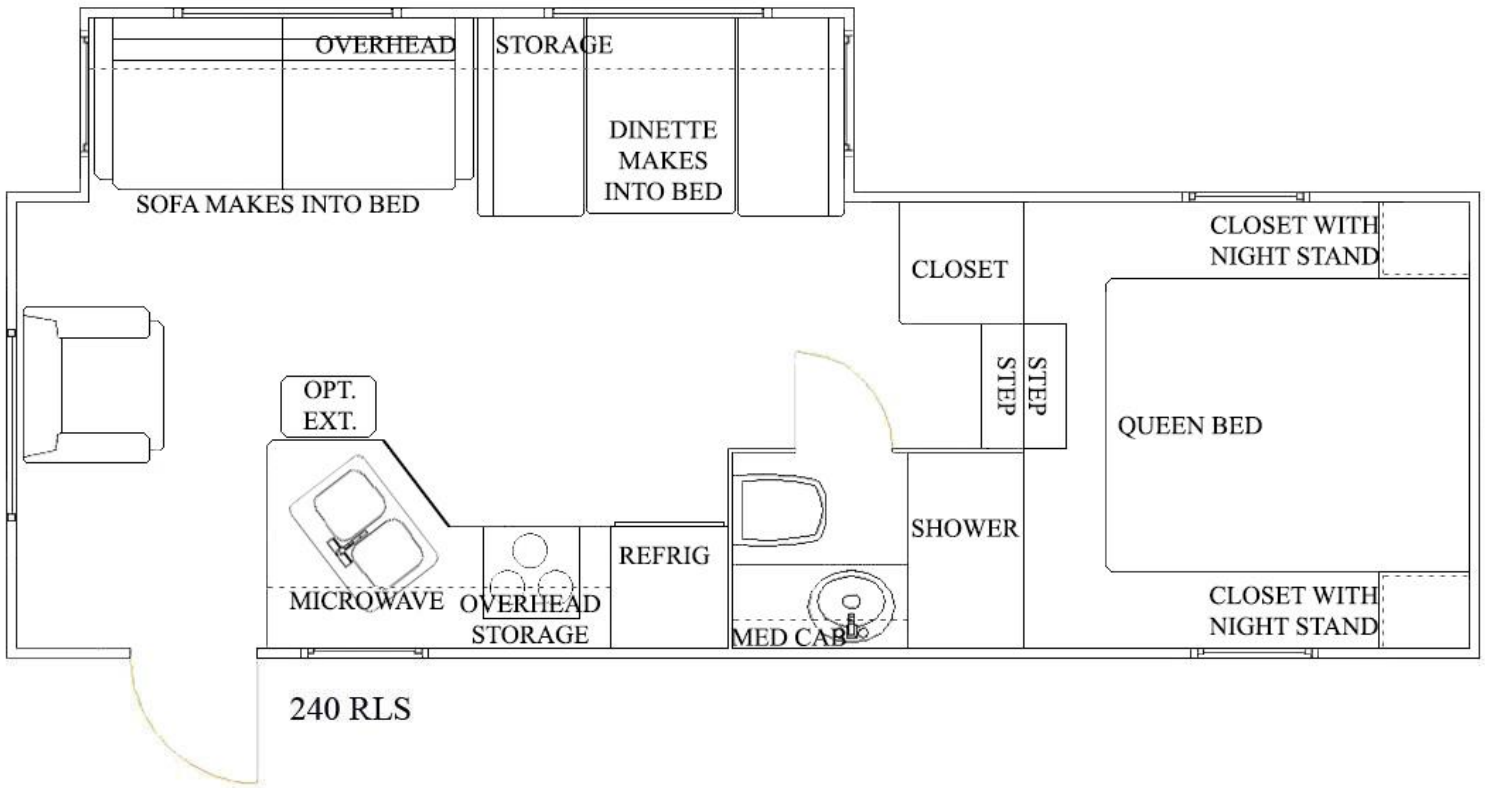 OVERHEAD STORAGE
DINETTE
MAKES
INTO BED
SOFA MAKES INTO BED
CLOSET WITH
NIGHT STAND
CLOSET
STEP
STEP
OPT.
EXT.
QUEEN BED
SHOWER
REFRIG
MICROWAVE
OVERHEAD
STORAGE
MED CAB
CLOSET WITH
NIGHT STAND
240 RLS